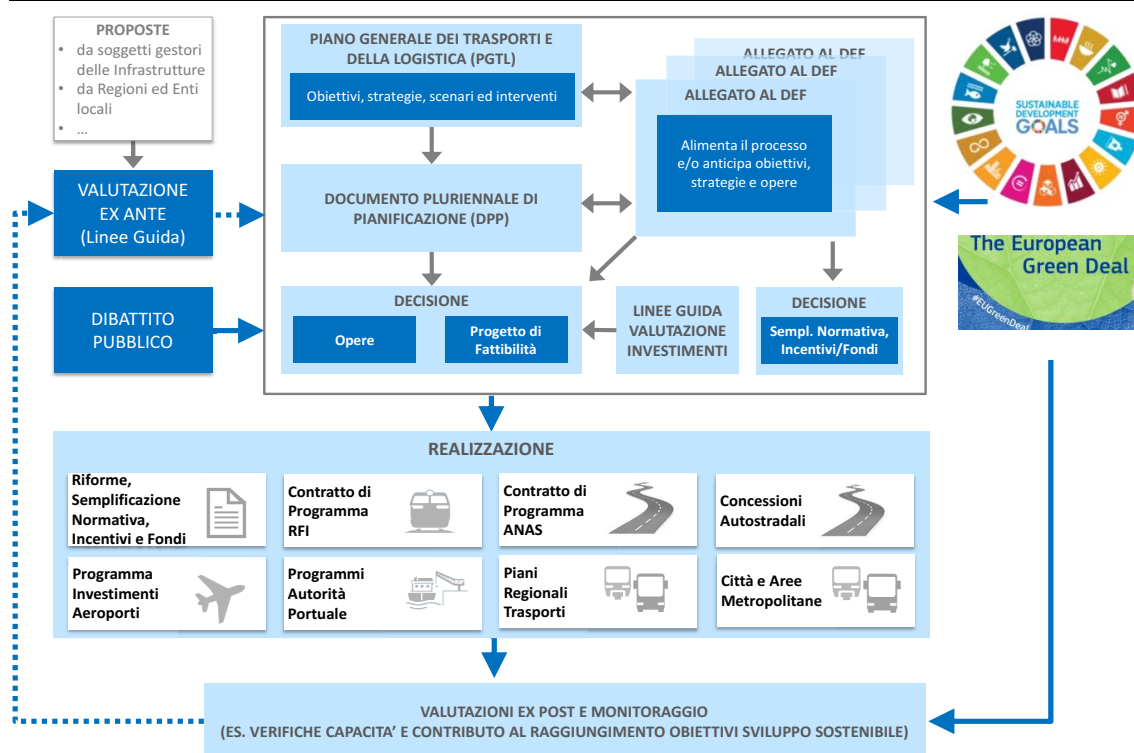 PROPOSTE
• da soggetti gestori
delle Infrastrutture
• da Regioni ed Enti
locali
• ...
VALUTAZIONE
EX ANTE
(Linee Guida)
DIBATTITO
PUBBLICO
PIANO GENERALE DEI TRASPORTI E
DELLA LOGISTICA (PGTL)
Obiettivi, strategie, scenari ed interventi
DOCUMENTO PLURIENNALE DI
PIANIFICAZIONE (DPP)
ALLEGATO AL DEF
ALLEGATO AL DEF
ALLEGATO AL DEF
Alimenta il processo
e/o anticipa obiettivi,
strategie e opere
DECISIONE
Opere
Progetto di
Fattibilità
LINEE GUIDA
VALUTAZIONE
INVESTIMENTI
DECISIONE
Sempl. Normativa,
Incentivi/Fondi
SUSTAINABLE
DEVELOPMENT
GOALS
The European
Green Deal
#EUGreenDeal
REALIZZAZIONE
Riforme,
Semplificazione
Normativa,
Incentivi e Fondi
Contratto di
Programma
RFI
Contratto di
Programma
ANAS
Concessioni
Autostradali
Programma
Investimenti
Aeroporti
Programmi
Autorità
Portuale
Piani
Regionali
Trasporti
Città e Aree
Metropolitane
VALUTAZIONI EX POST E MONITORAGGIO
(ES. VERIFICHE CAPACITA' E CONTRIBUTO AL RAGGIUNGIMENTO OBIETTIVI SVILUPPO SOSTENIBILE)